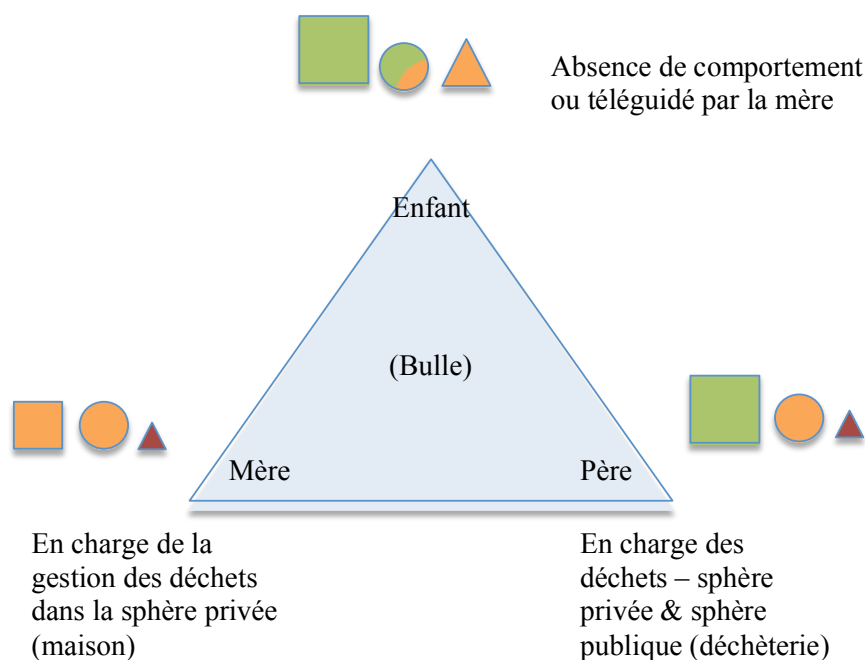 Absence de comportement
ou téléguidé par la mère
Enfant
(Bulle)
Mère
Père
En charge de la
gestion des déchets
dans la sphère privée
(maison)
En charge des
déchets – sphère
privée & sphère
publique (déchèterie)